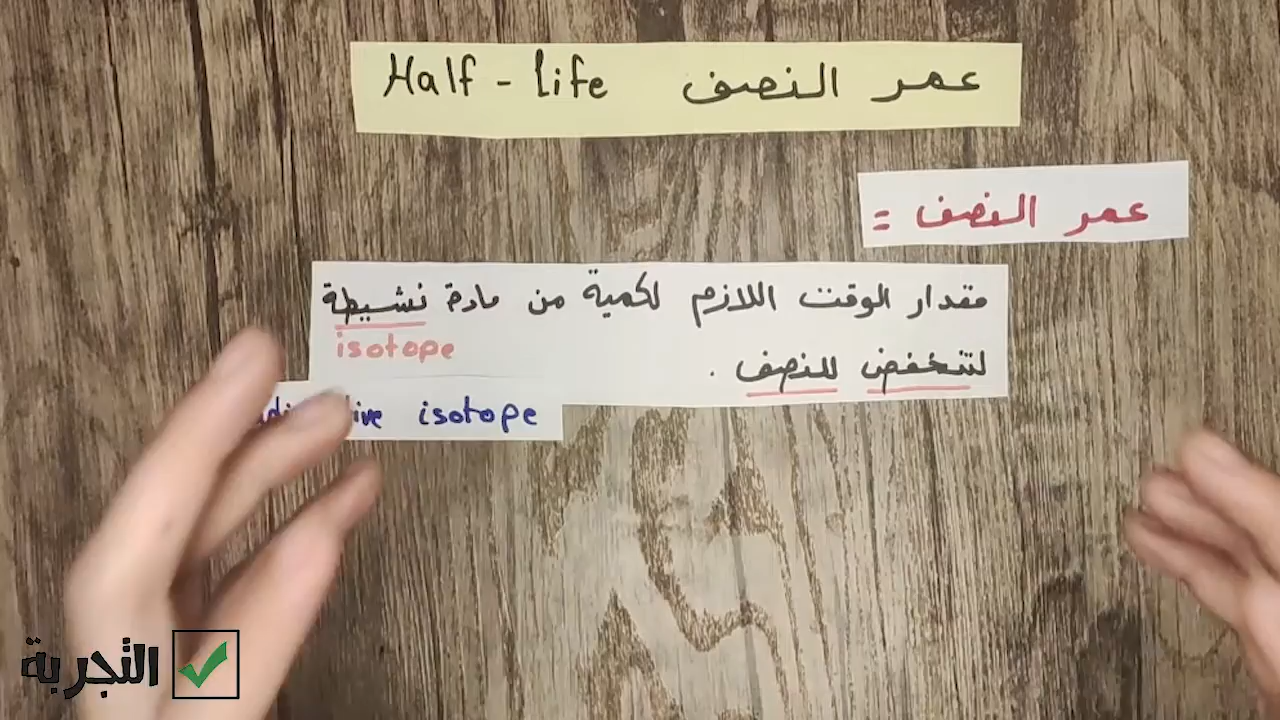 عمر النصف Half-life
عمر النصف =
مقدار الوقت اللازم لكمية من مادة نشيطة
isotope
لتنخفض للنصف .
isotope
التجربة